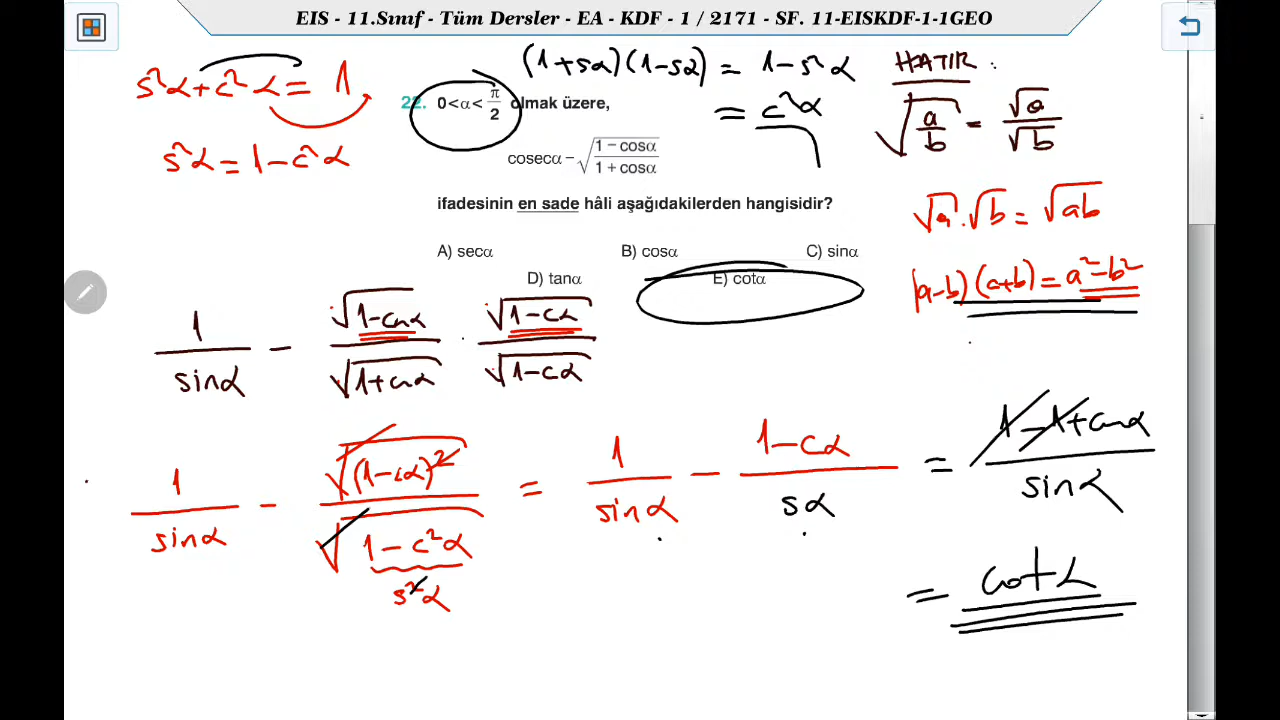 EIS - 11.Sınıf - Tüm Dersler - EA - KDF - 1 / 2171 - SF. 11-EISKDF-1-1GEO
s²α+c²α = 1
s²α = 1-c²α
(1+sα)(1-sα) = 1-s²α
= c²α
HATIR
√(a/b) = √a/√b
√a.√b = √ab
(a-b)(a+b) = a²-b²
22. 0<α<π/2 olmak üzere,
cosecα - √((1 - cosα)/(1 + cosα))
ifadesinin en sade hâli aşağıdakilerden hangisidir?
A) secα B) cosα C) sinα
D) tanα E) cotα
1/sinα - √(1-cosα)/√(1+cosα) . √(1-cα)/√(1-cα)
1/sinα - √((1-cα)²)/√(1-c²α) = 1/sinα - (1-cα)/sα = (1-1+cosα)/sinα
s²α
= cotα